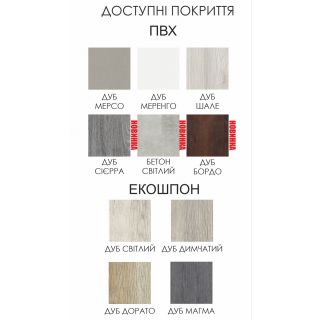 ДОСТУПНІ ПОКРИТТЯ
ПВХ
ДУБ МЕРСО
ДУБ МЕРЕНГО
ДУБ ШАЛЕ
НОВИНКА
НОВИНКА
ДУБ СІЄРРА
БЕТОН СВІТЛИЙ
ДУБ БОРДО
ЕКОШПОН
ДУБ СВІТЛИЙ
ДУБ ДИМЧАТИЙ
ДУБ ДОРАТО
ДУБ МАГМА